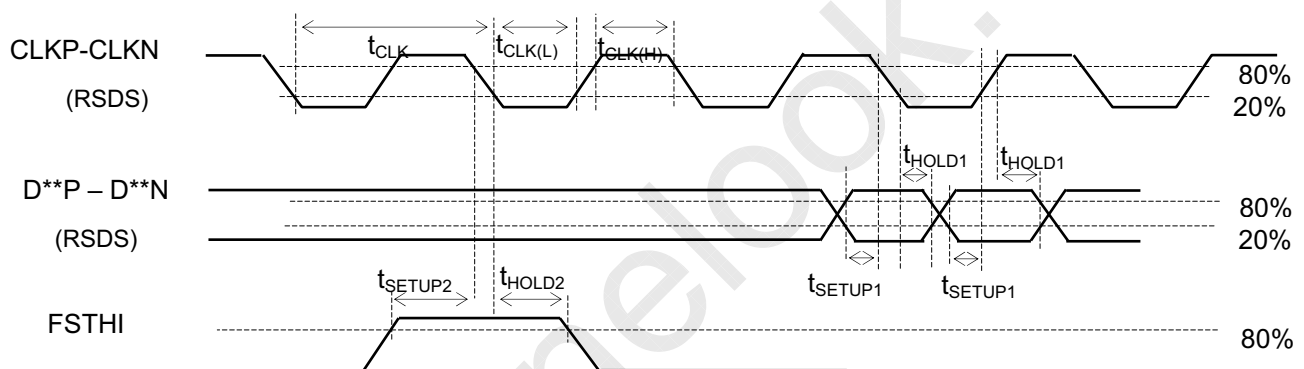 CLKP-CLKN
(RSDS)
tCLK
tCLK(L)
tCLK(H)
80%
20%
D**P – D**N
(RSDS)
tHOLD1
tHOLD1
80%
20%
tSETUP1
tSETUP1
tSETUP2
tHOLD2
FSTHI
80%
nelook.